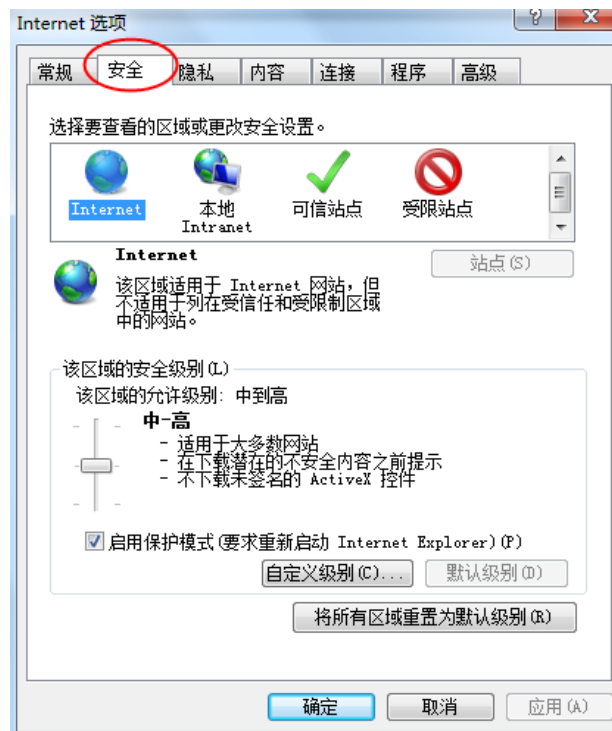 Internet 选项
常规 安全 隐私 内容 连接 程序 高级
选择要查看的区域或更改安全设置。
Internet 本地 可信站点 受限站点
Intranet
Internet
站点(S)
该区域适用于 Internet 网站，但
不适用于列在受信任和受限制区域
中的网站。
该区域的安全级别(L)
该区域的允许级别: 中到高
中-高
- 适用于大多数网站
- 在下载潜在的不安全内容之前提示
- 不下载未签名的 ActiveX 控件
启用保护模式(要求重新启动 Internet Explorer)(P)
自定义级别(C)... 默认级别(D)
将所有区域重置为默认级别(R)
确定 取消 应用(A)